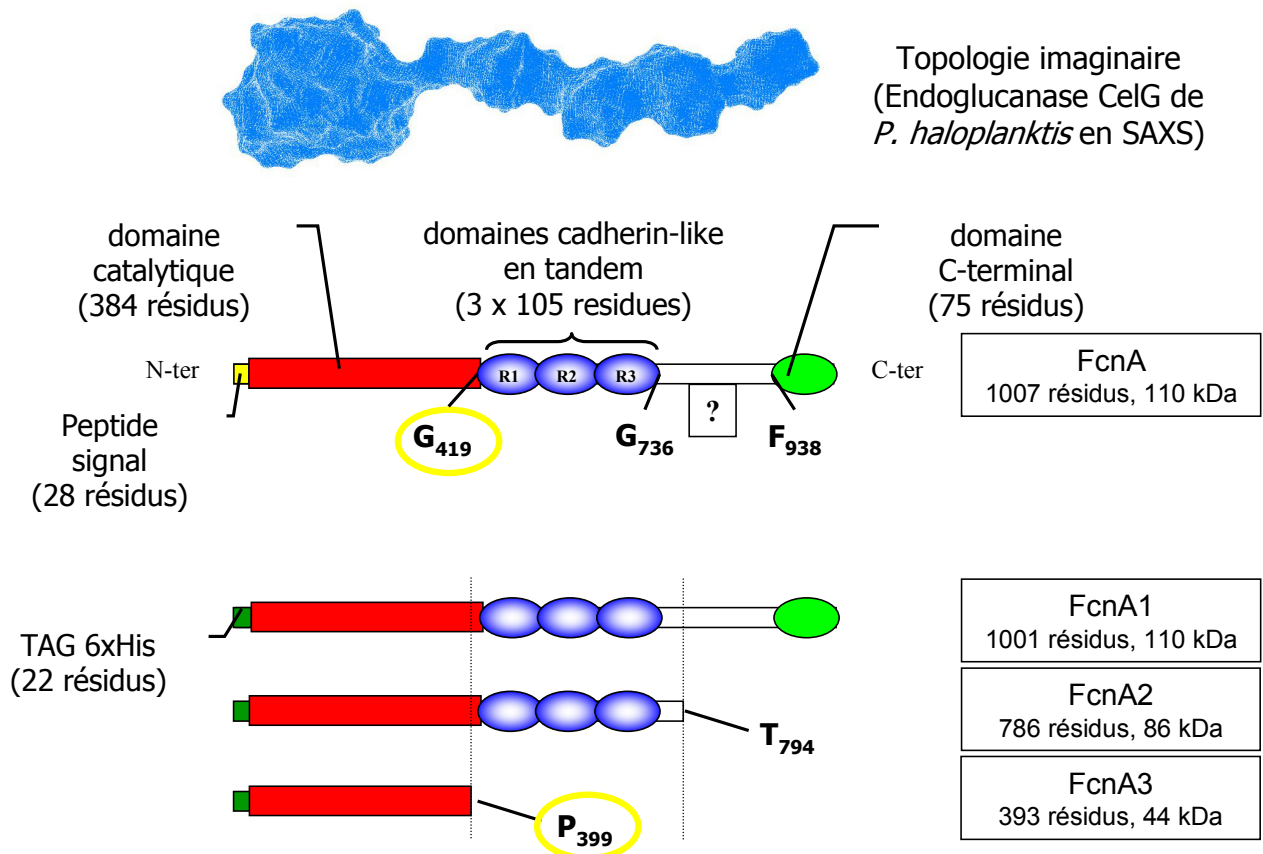 Topologie imaginaire
(Endoglucanase CelG de
P. haloplanktis en SAXS)
domaine
catalytique
(384 résidus)
domaines cadherin-like
en tandem
(3 x 105 residues)
domaine
C-terminal
(75 résidus)
N-ter
R1
R2
R3
C-ter
FcnA
1007 résidus, 110 kDa
?
Peptide
signal
(28 résidus)
G419
G736
F938
TAG 6xHis
(22 résidus)
FcnA1
1001 résidus, 110 kDa
FcnA2
786 résidus, 86 kDa
T794
FcnA3
393 résidus, 44 kDa
P399